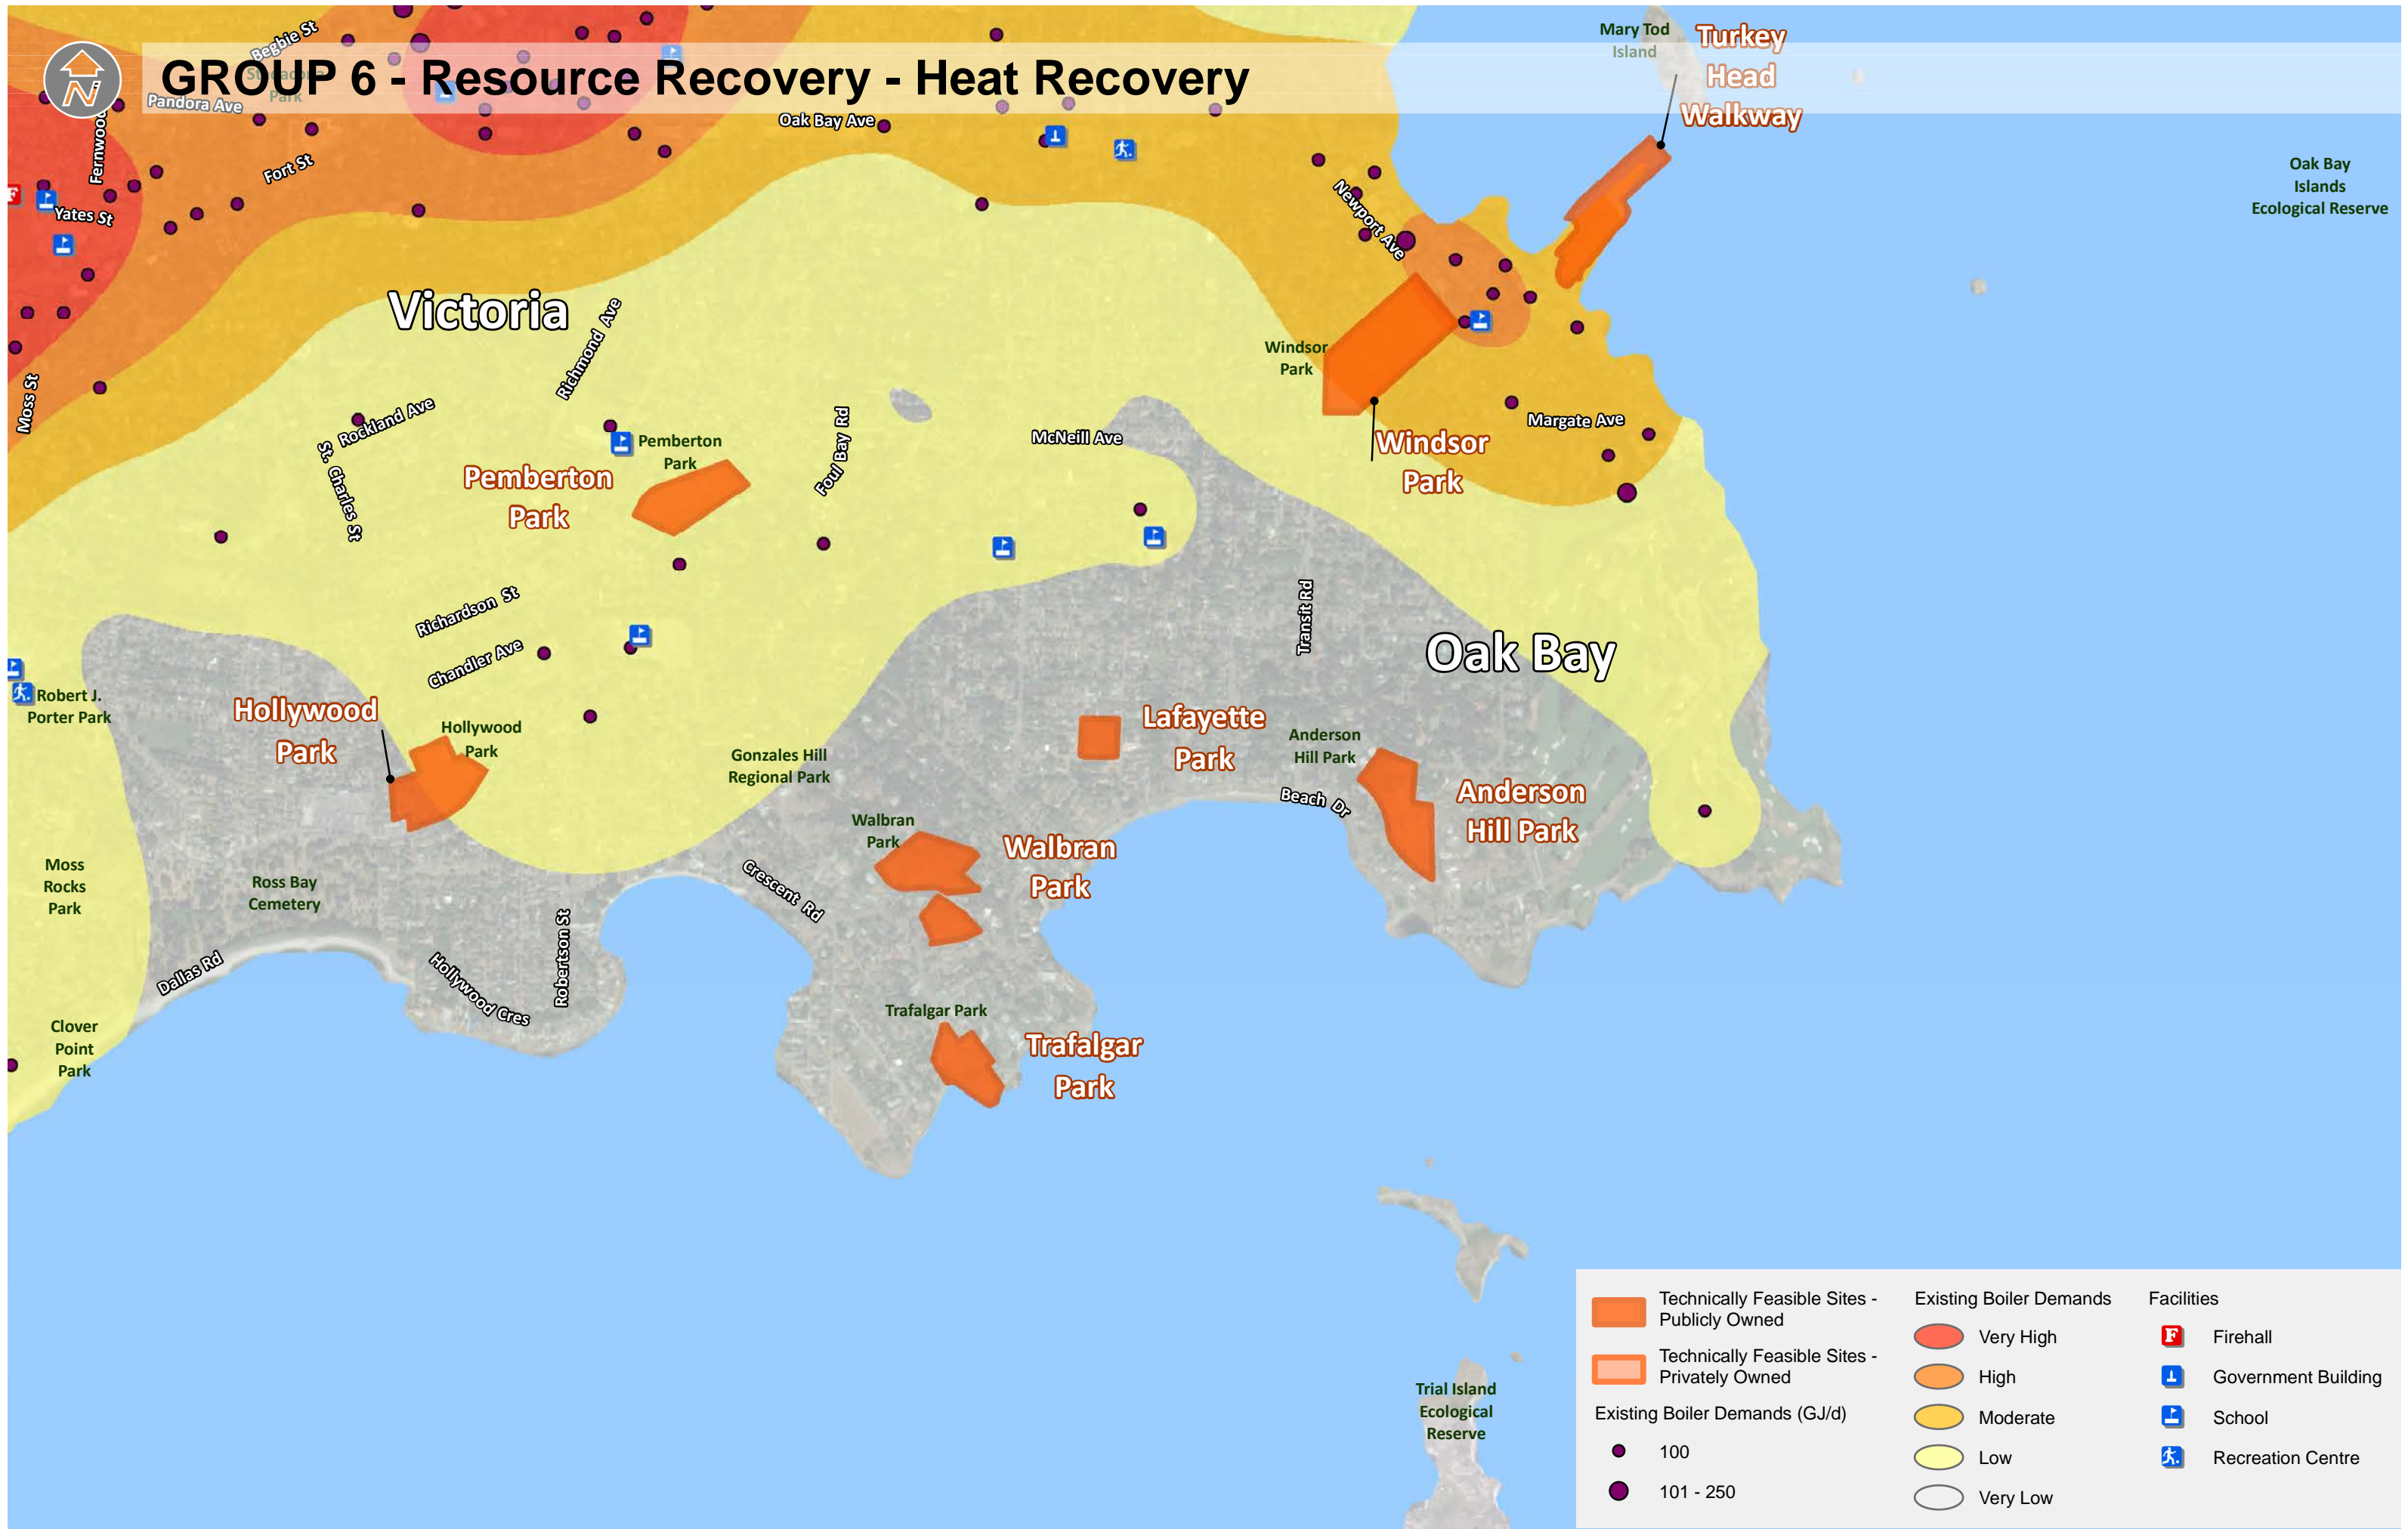 GROUP 6 - Resource Recovery - Heat Recovery
N
Begbie St
Stadacona
Park
Pandora Ave
Fernwood
Fort St
Yates St
Oak Bay Ave
Mary Tod
Island
Turkey
Head
Walkway
Oak Bay
Islands
Ecological Reserve
Newport Ave
Victoria
Richmond Ave
Windsor
Park
Moss St
Rockland Ave
St. Charles St
Pemberton
Park
Pemberton
Park
Foul Bay Rd
McNeill Ave
Margate Ave
Windsor
Park
Richardson St
Chandler Ave
Transit Rd
Oak Bay
Robert J.
Porter Park
Hollywood
Park
Hollywood
Park
Gonzales Hill
Regional Park
Lafayette
Park
Anderson
Hill Park
Beach Dr
Anderson
Hill Park
Walbran
Park
Walbran
Park
Moss
Rocks
Park
Ross Bay
Cemetery
Crescent Rd
Robertson St
Dallas Rd
Hollywood Cres
Clover
Point
Park
Trafalgar Park
Trafalgar
Park
Trial Island
Ecological
Reserve
Technically Feasible Sites -
Publicly Owned
Technically Feasible Sites -
Privately Owned
Existing Boiler Demands (GJ/d)
100
101 - 250
Existing Boiler Demands
Very High
High
Moderate
Low
Very Low
Facilities
F
Firehall
Government Building
School
Recreation Centre